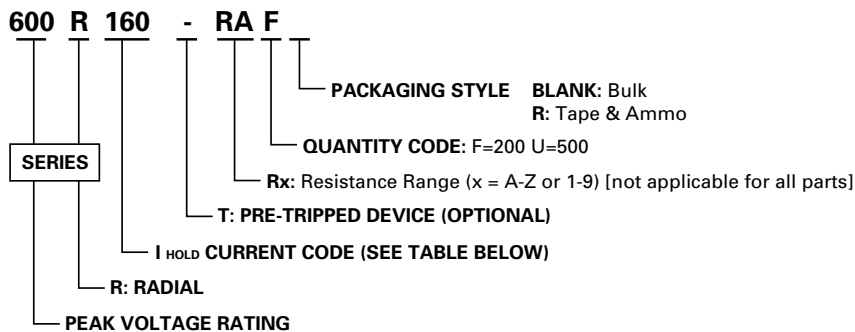 600 R 160 - RA F
PACKAGING STYLE BLANK: Bulk
R: Tape & Ammo
QUANTITY CODE: F=200 U=500
SERIES
Rx: Resistance Range (x = A-Z or 1-9) [not applicable for all parts]
T: PRE-TRIPPED DEVICE (OPTIONAL)
I HOLD CURRENT CODE (SEE TABLE BELOW)
R: RADIAL
PEAK VOLTAGE RATING